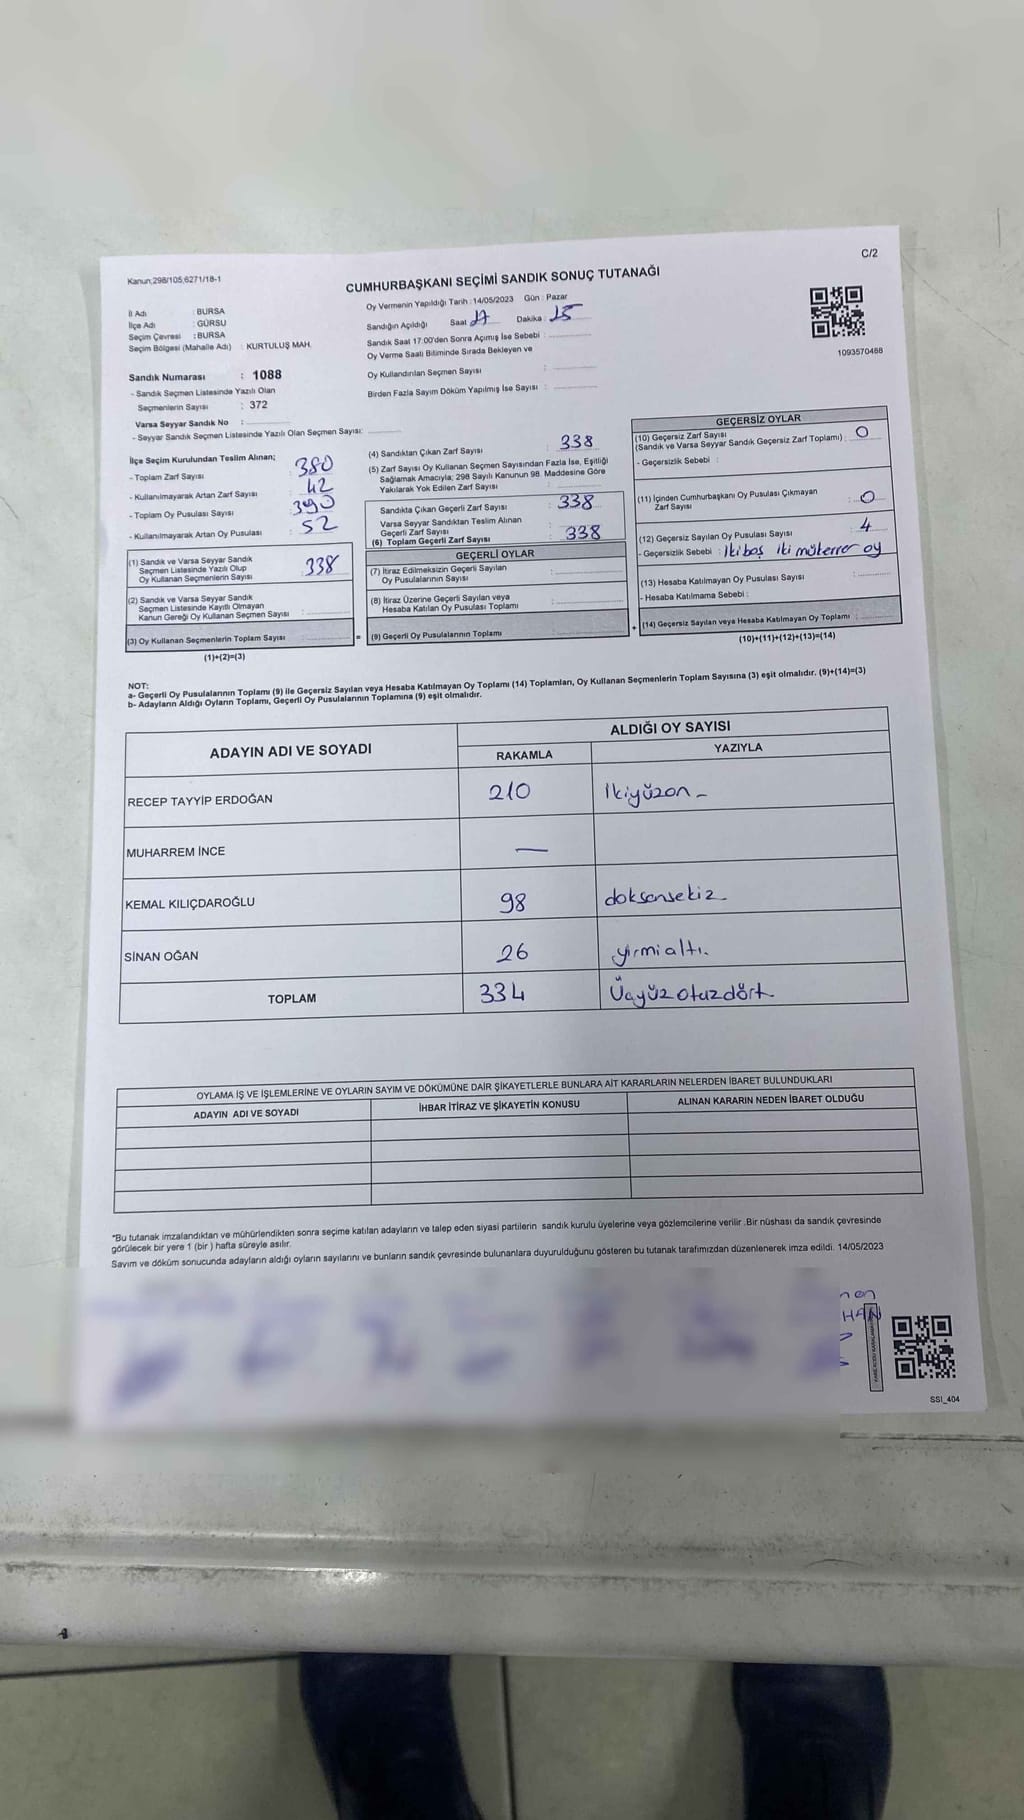 C/2
Kanun;298/105,6271/18-1
CUMHURBAŞKANI SEÇİMİ SANDIK SONUÇ TUTANAĞI
İl Adı : BURSA
İlçe Adı : GÜRSU
Seçim Çevresi : BURSA
Seçim Bölgesi (Mahalle Adı) : KURTULUŞ MAH.
Sandık Numarası : 1088
- Sandık Seçmen Listesinde Yazılı Olan
Seçmenlerin Sayısı : 372
Varsa Seyyar Sandık No :
- Seyyar Sandık Seçmen Listesinde Yazılı Olan Seçmen Sayısı:
Oy Vermenin Yapıldığı Tarih : 14/05/2023 Gün : Pazar
Sandığın Açıldığı Saat 17 Dakika : 15
Sandık Saat 17.00'den Sonra Açımış İse Sebebi :
Oy Verme Saati Bitiminde Sırada Bekleyen ve
Oy Kullandırılan Seçmen Sayısı :
Birden Fazla Sayım Döküm Yapılmış İse Sayısı :
1093570468
İlçe Seçim Kurulundan Teslim Alınan;
- Toplam Zarf Sayısı : 380
- Kullanılmayarak Artan Zarf Sayısı : 42
- Toplam Oy Pusulası Sayısı : 390
- Kullanılmayarak Artan Oy Pusulası : 52
(1) Sandık ve Varsa Seyyar Sandık
Seçmen Listesinde Yazılı Olup
Oy Kullanan Seçmenlerin Sayısı : 338
(2) Sandık ve Varsa Seyyar Sandık
Seçmen Listesinde Kayıtlı Olmayan
Kanun Gereği Oy Kullanan Seçmen Sayısı :
(3) Oy Kullanan Seçmenlerin Toplam Sayısı :
(1)+(2)=(3)
(4) Sandıktan Çıkan Zarf Sayısı : 338
(5) Zarf Sayısı Oy Kullanan Seçmen Sayısından Fazla İse, Eşitliği
Sağlamak Amacıyla; 298 Sayılı Kanunun 98. Maddesine Göre
Yakılarak Yok Edilen Zarf Sayısı :
Sandıkta Çıkan Geçerli Zarf Sayısı : 338
Varsa Seyyar Sandıktan Teslim Alınan
Geçerli Zarf Sayısı :
(6) Toplam Geçerli Zarf Sayısı : 338
GEÇERLİ OYLAR
(7) İtiraz Edilmeksizin Geçerli Sayılan
Oy Pusulalarının Sayısı :
(8) İtiraz Üzerine Geçerli Sayılan veya
Hesaba Katılan Oy Pusulası Toplamı :
= (9) Geçerli Oy Pusulalarının Toplamı :
GEÇERSİZ OYLAR
(10) Geçersiz Zarf Sayısı
(Sandık ve Varsa Seyyar Sandık Geçersiz Zarf Toplamı) : 0
- Geçersizlik Sebebi :
(11) İçinden Cumhurbaşkanı Oy Pusulası Çıkmayan
Zarf Sayısı : 0
(12) Geçersiz Sayılan Oy Pusulası Sayısı : 4
- Geçersizlik Sebebi : İki boş iki mükerrer oy
(13) Hesaba Katılmayan Oy Pusulası Sayısı :
- Hesaba Katılmama Sebebi :
+ (14) Geçersiz Sayılan veya Hesaba Katılmayan Oy Toplamı :
(10)+(11)+(12)+(13)=(14)
NOT:
a- Geçerli Oy Pusulalarının Toplamı (9) ile Geçersiz Sayılan veya Hesaba Katılmayan Oy Toplamı (14) Toplamları, Oy Kullanan Seçmenlerin Toplam Sayısına (3) eşit olmalıdır. (9)+(14)=(3)
b- Adayların Aldığı Oyların Toplamı, Geçerli Oy Pusulalarının Toplamına (9) eşit olmalıdır.
ADAYIN ADI VE SOYADI
ALDIĞI OY SAYISI
RAKAMLA YAZIYLA
RECEP TAYYİP ERDOĞAN 210 İkiyüzon -
MUHARREM İNCE —
KEMAL KILIÇDAROĞLU 98 doksansekiz
SİNAN OĞAN 26 yirmialtı.
TOPLAM 334 Üçyüzotuzdört
OYLAMA İŞ VE İŞLEMLERİNE VE OYLARIN SAYIM VE DÖKÜMÜNE DAİR ŞİKAYETLERLE BUNLARA AİT KARARLARIN NELERDEN İBARET BULUNDUKLARI
ADAYIN ADI VE SOYADI İHBAR İTİRAZ VE ŞİKAYETİN KONUSU ALINAN KARARIN NEDEN İBARET OLDUĞU
*Bu tutanak imzalandıktan ve mühürlendikten sonra seçime katılan adayların ve talep eden siyasi partilerin sandık kurulu üyelerine veya gözlemcilerine verilir .Bir nüshası da sandık çevresinde
görülecek bir yere 1 (bir ) hafta süreyle asılır.
Sayım ve döküm sonucunda adayların aldığı oyların sayılarını ve bunların sandık çevresinde bulunanlara duyurulduğunu gösteren bu tutanak tarafımızdan düzenlenerek imza edildi. 14/05/2023
HAN
SSI_404